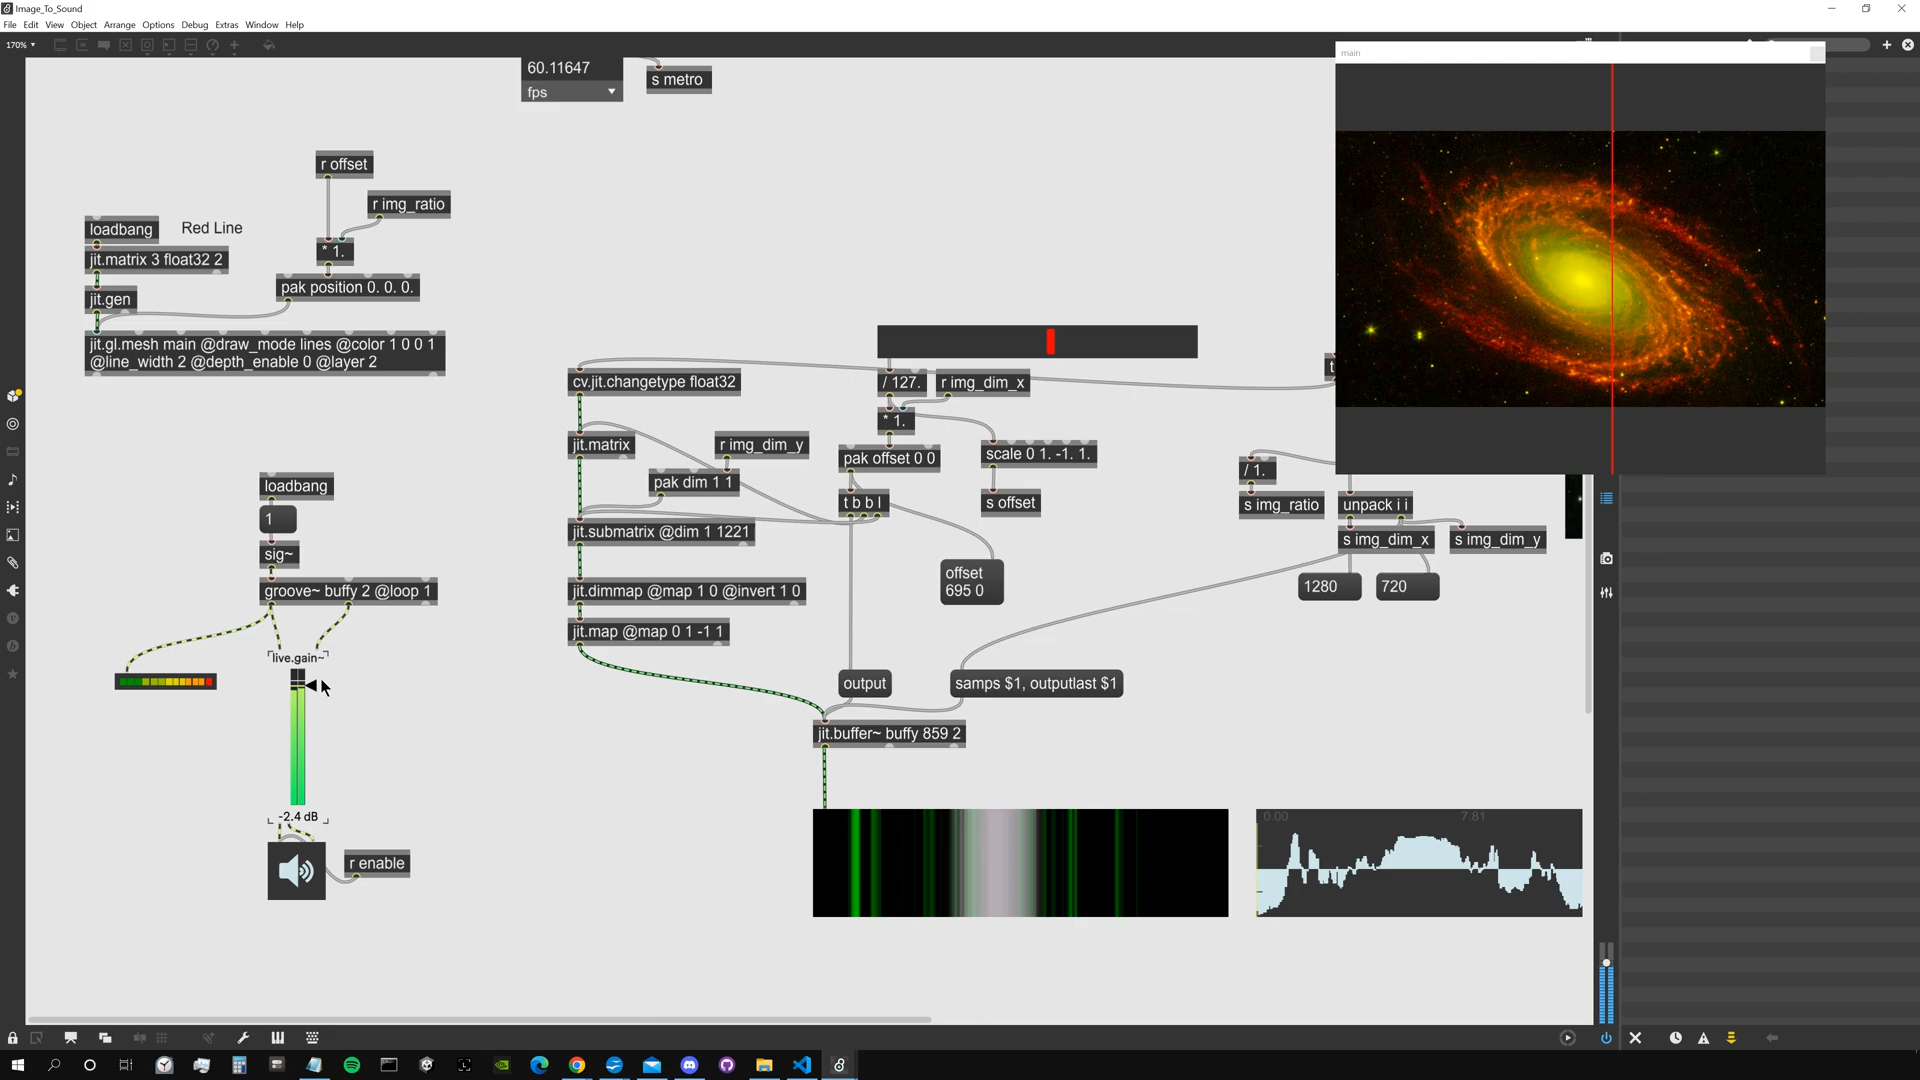 Image_To_Sound
File Edit View Object Arrange Options Debug Extras Window Help
170%
60.11647
fps
s metro
main
r offset
r img_ratio
loadbang
Red Line
* 1.
jit.matrix 3 float32 2
pak position 0. 0. 0.
jit.gen
jit.gl.mesh main @draw_mode lines @color 1 0 0 1
@line_width 2 @depth_enable 0 @layer 2
cv.jit.changetype float32
/ 127.
r img_dim_x
t
* 1.
jit.matrix
r img_dim_y
pak offset 0 0
scale 0 1. -1. 1.
/ 1.
pak dim 1 1
loadbang
t b b l
s offset
s img_ratio
unpack i i
1
jit.submatrix @dim 1 1221
s img_dim_x
s img_dim_y
sig~
offset
695 0
1280
720
groove~ buffy 2 @loop 1
jit.dimmap @map 1 0 @invert 1 0
jit.map @map 0 1 -1 1
live.gain~
output
samps $1, outputlast $1
jit.buffer~ buffy 859 2
-2.4 dB
0.00
7.81
r enable